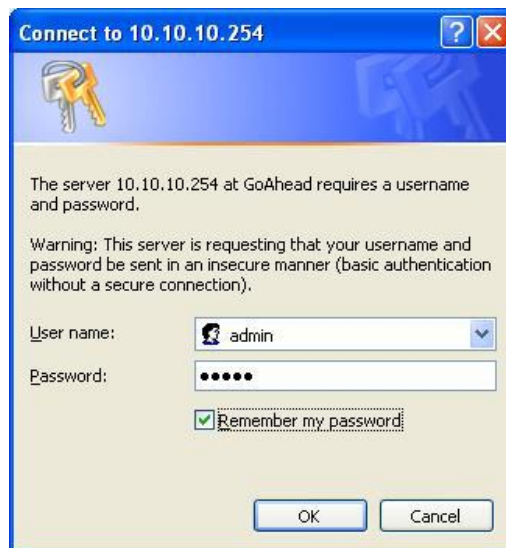 Connect to 10.10.10.254
The server 10.10.10.254 at GoAhead requires a username
and password.
Warning: This server is requesting that your username and
password be sent in an insecure manner (basic authentication
without a secure connection).
User name:
admin
Password:
•••••
Remember my password
OK
Cancel